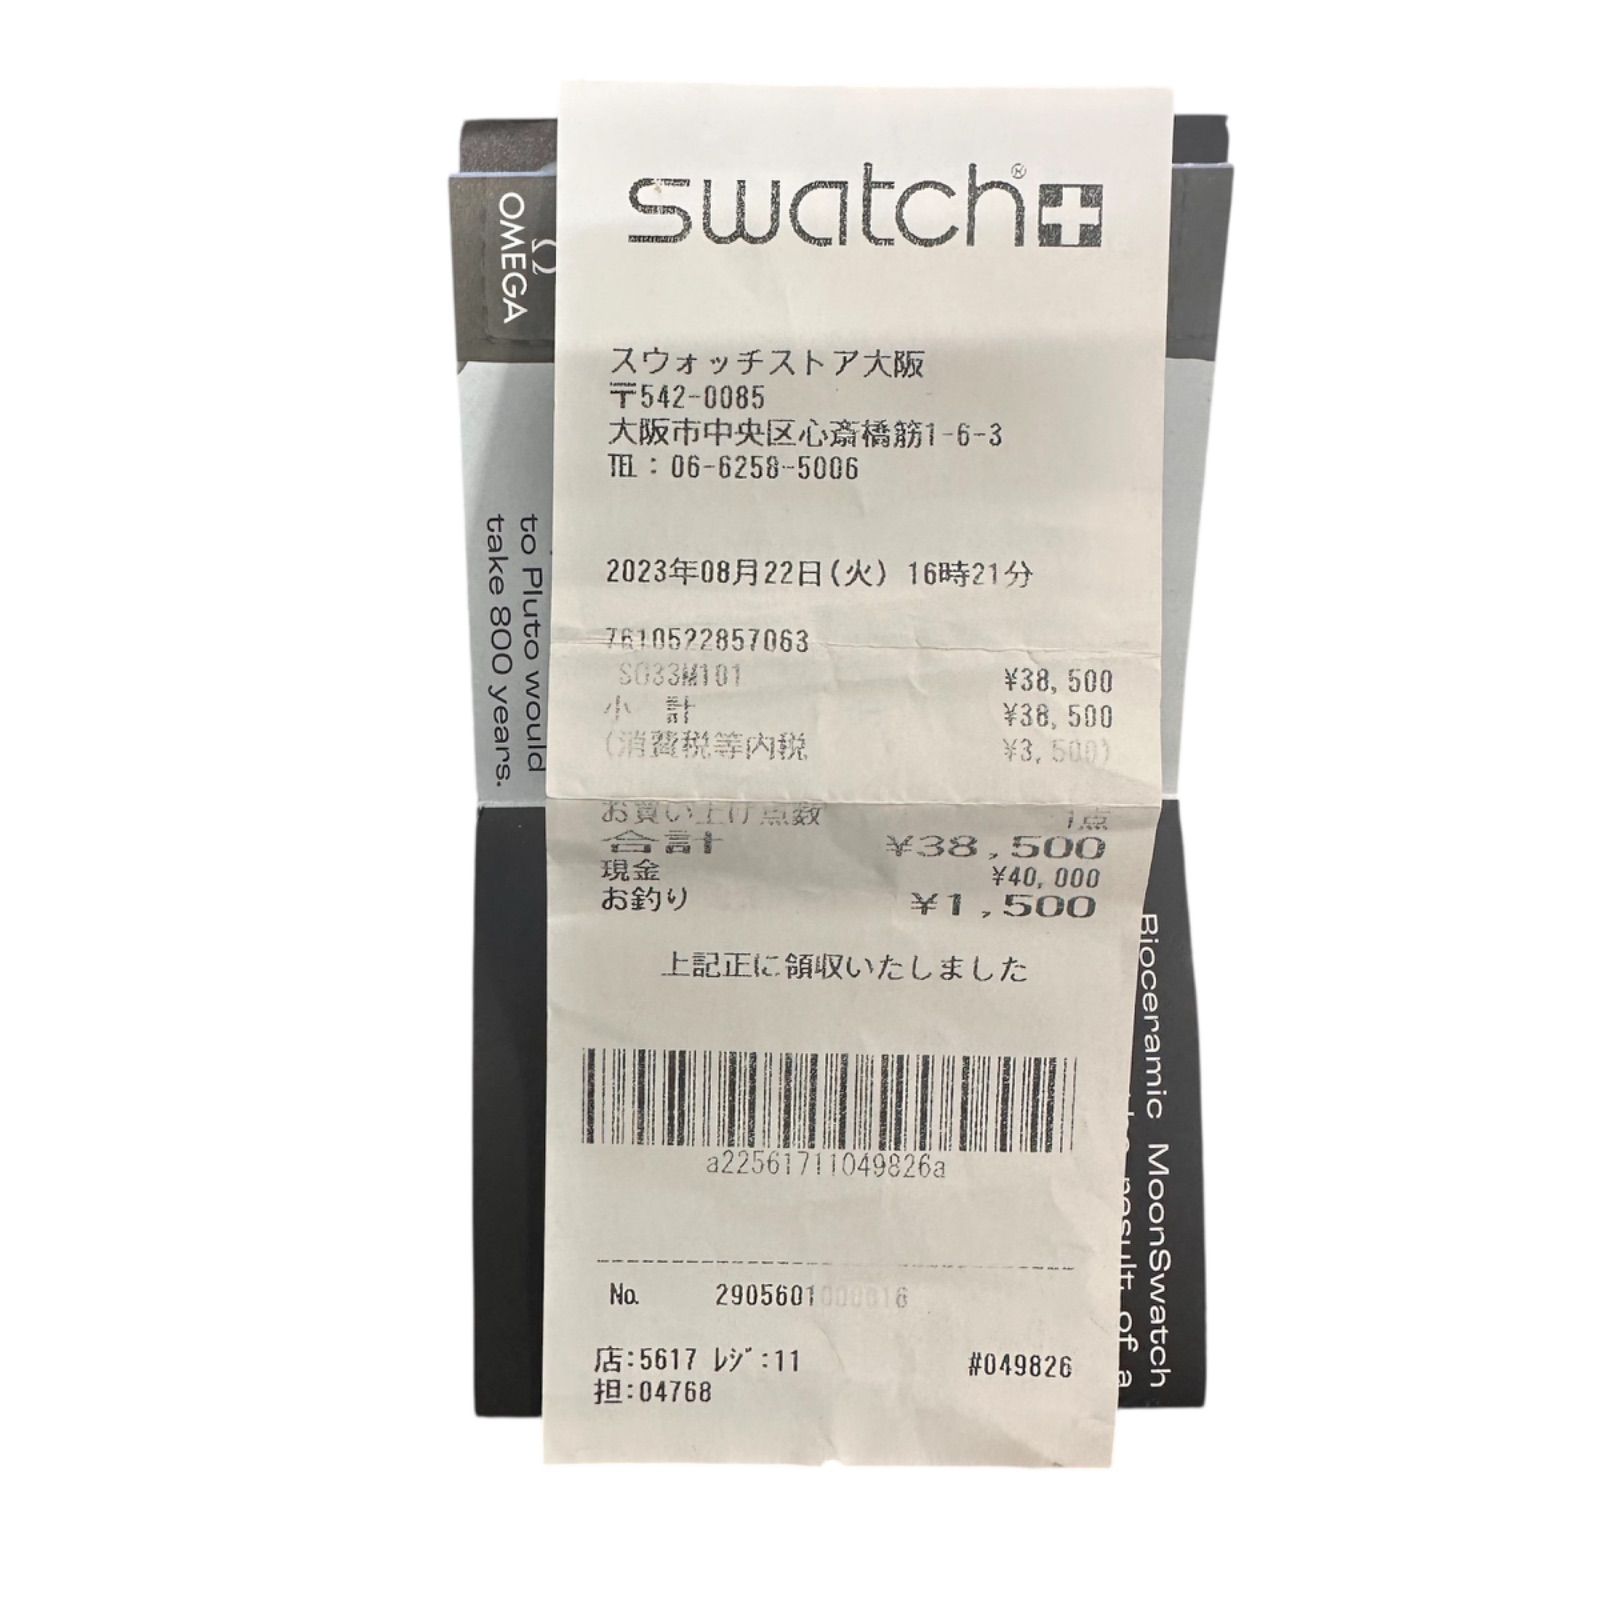 swatch®
スウォッチストア大阪
〒542-0085
大阪市中央区心斎橋筋1-6-3
TEL：06-6258-5006
2023年08月22日(火) 16時21分
7610522857063
SO33M101 ¥38,500
小 計 ¥38,500
(消費税等内税 ¥3,500)
お買い上げ点数 1点
合計 ¥38,500
現金 ¥40,000
お釣り ¥1,500
上記正に領収いたしました
a22561711049826a
No. 2905601000016
店:5617 ﾚｼﾞ:11 #049826
担:04768
Ω
OMEGA
to Pluto would
take 800 years.
Bioceramic MoonSwatch
result of a